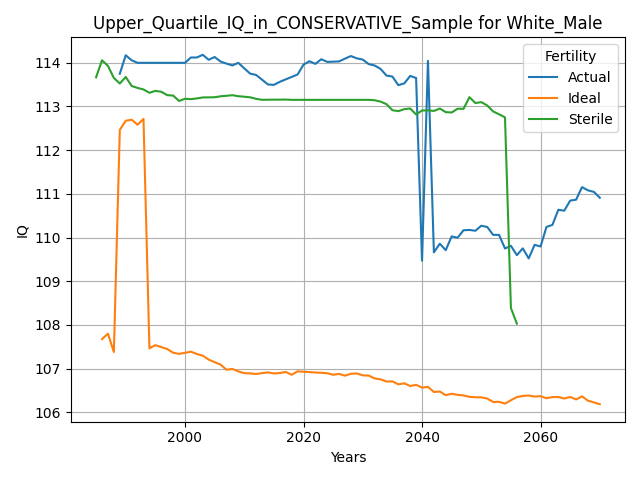 Upper_Quartile_IQ_in_CONSERVATIVE_Sample for White_Male
Fertility
Actual
Ideal
Sterile
114
113
112
111
110
109
108
107
106
IQ
2000
2020
2040
2060
Years